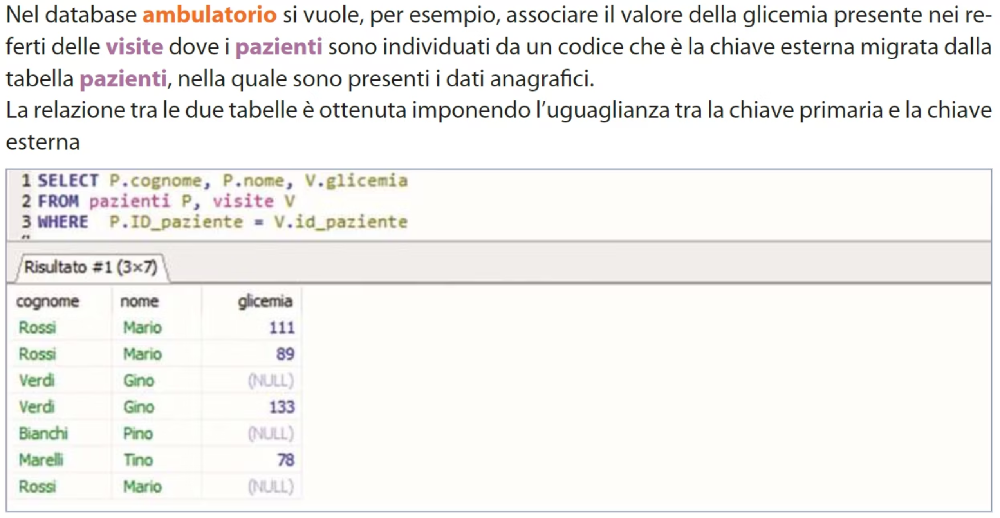 Nel database ambulatorio si vuole, per esempio, associare il valore della glicemia presente nei re-
ferti delle visite dove i pazienti sono individuati da un codice che è la chiave esterna migrata dalla
tabella pazienti, nella quale sono presenti i dati anagrafici.
La relazione tra le due tabelle è ottenuta imponendo l’uguaglianza tra la chiave primaria e la chiave
esterna
1 SELECT P.cognome, P.nome, V.glicemia
2 FROM pazienti P, visite V
3 WHERE P.ID_paziente = V.id_paziente
Risultato #1 (3×7)
cognome nome glicemia
Rossi Mario 111
Rossi Mario 89
Verdi Gino (NULL)
Verdi Gino 133
Bianchi Pino (NULL)
Marelli Tino 78
Rossi Mario (NULL)